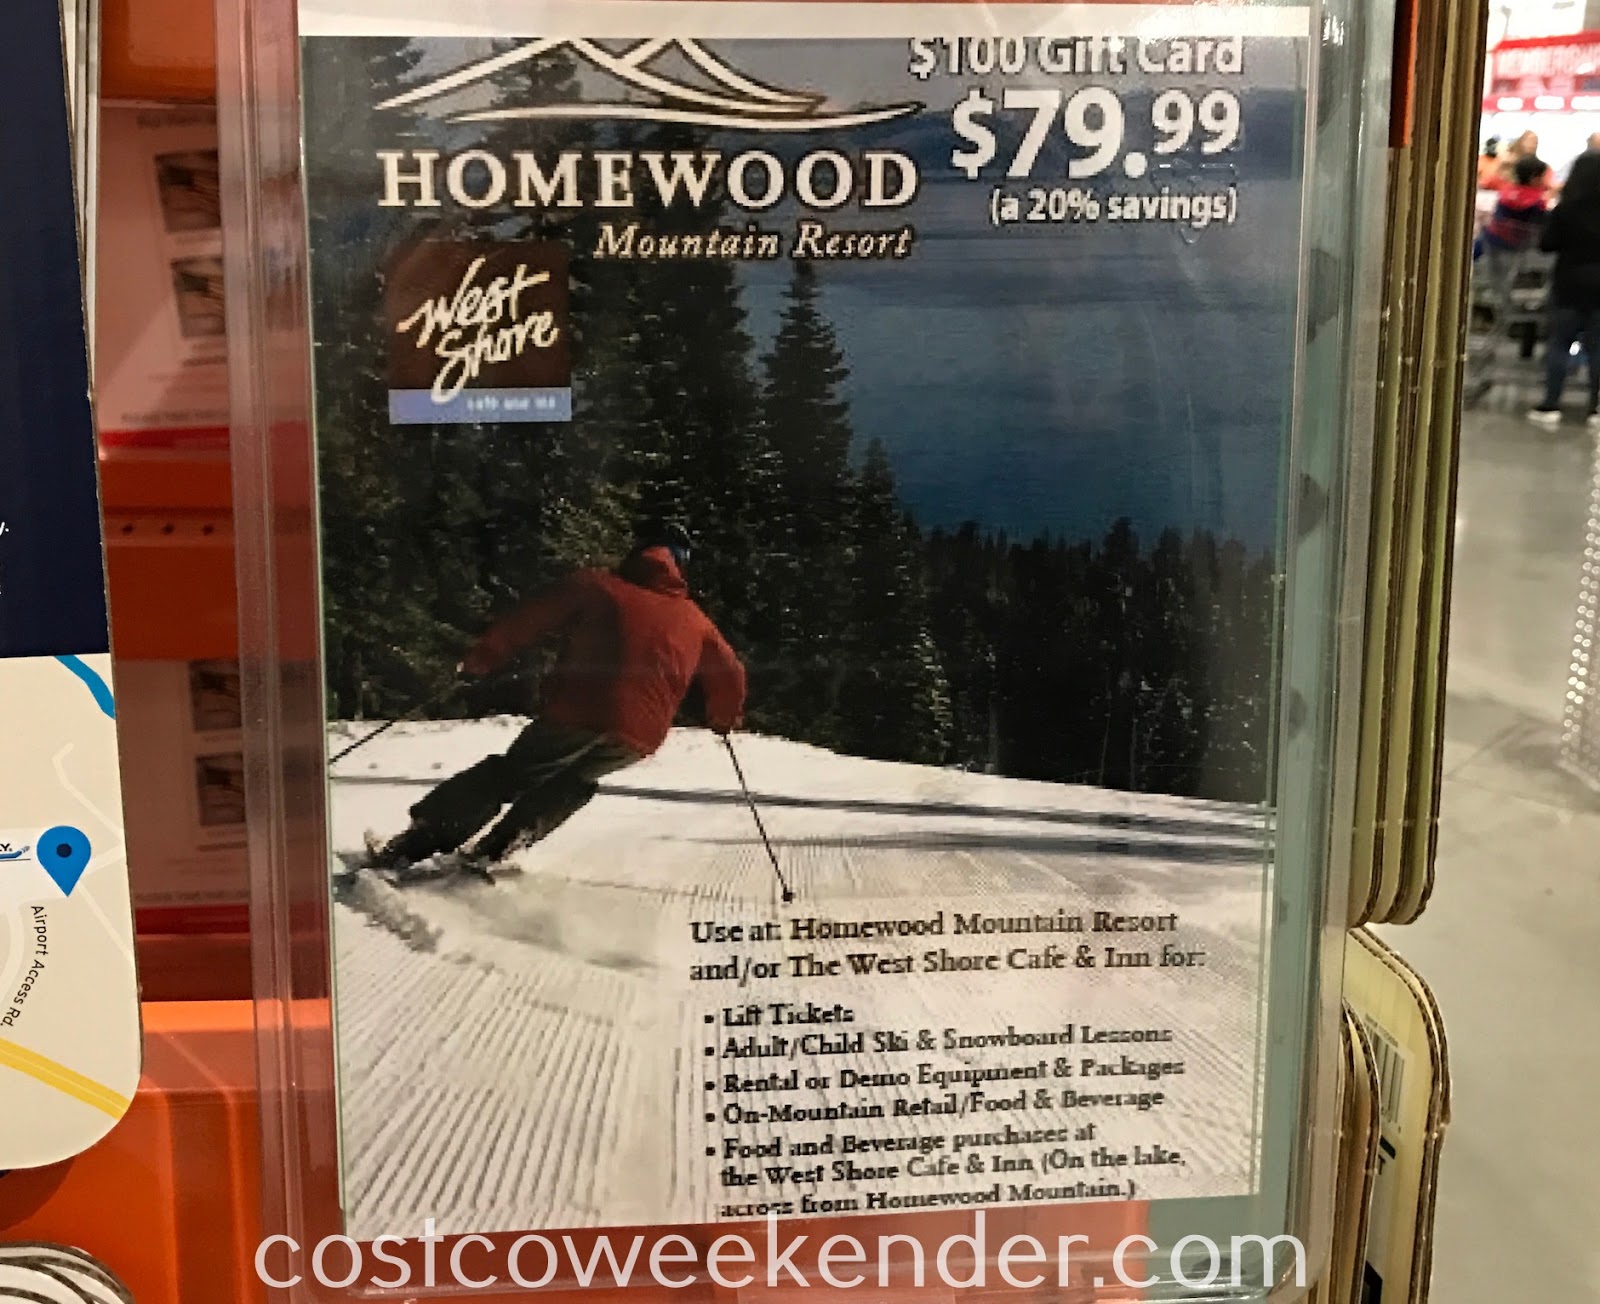 $100 Gift Card
$79.99
(a 20% savings)
HOMEWOOD
Mountain Resort
West
Shore
Use at: Homewood Mountain Resort
and/or The West Shore Cafe & Inn for:
• Lift Tickets
• Adult/Child Ski & Snowboard Lessons
• Rental or Demo Equipment & Packages
• On-Mountain Retail/Food & Beverage
• Food and Beverage purchases at
the West Shore Cafe & Inn (On the lake,
across from Homewood Mountain.)
Airport Access Rd.
costcoweekender.com